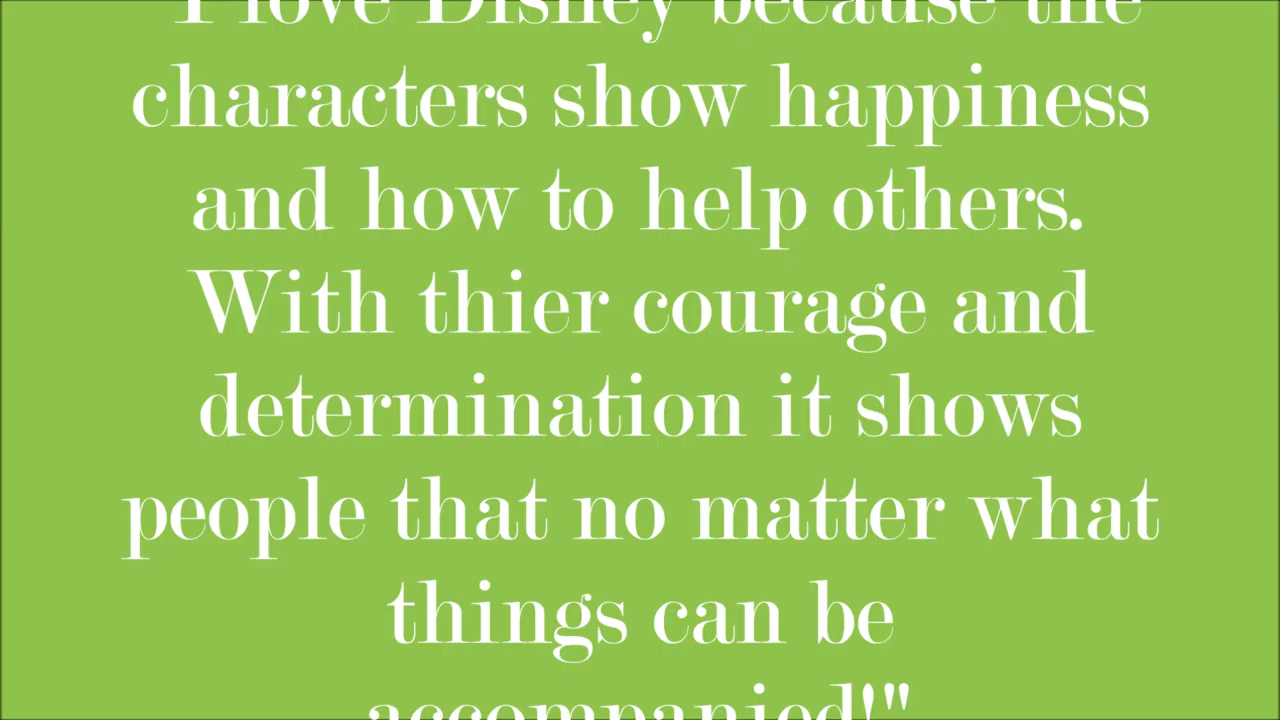 I love Disney because the
characters show happiness
and how to help others.
With thier courage and
determination it shows
people that no matter what
things can be
accompanied!"